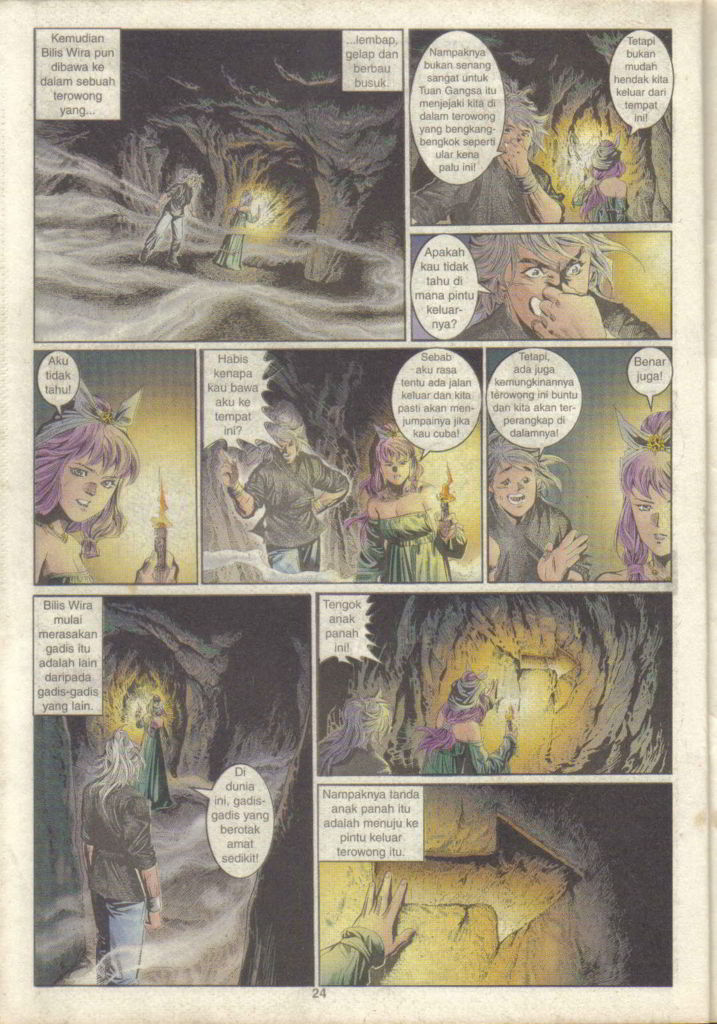 Kemudian
Bilis Wira pun
dibawa ke
dalam sebuah
terowong
yang...
...lembap,
gelap dan
berbau
busuk.
Nampaknya
bukan senang
sangat untuk
Tuan Gangsa itu
menjejaki kita di
dalam terowong
yang bengkang-
bengkok seperti
ular kena
palu ini!
Tetapi
bukan
mudah
hendak kita
keluar dari
tempat
ini!
Apakah
kau tidak
tahu di
mana pintu
keluar-
nya?
Aku
tidak
tahu!
Habis
kenapa
kau bawa
aku ke
tempat
ini?
Sebab
aku rasa
tentu ada jalan
keluar dan kita
pasti akan men-
jumpainya jika
kau cuba!
Tetapi,
ada juga
kemungkinannya
terowong ini buntu
dan kita akan ter-
perangkap di
dalamnya!
Benar
juga!
Bilis Wira
mulai
merasakan
gadis itu
adalah lain
daripada
gadis-gadis
yang lain.
Di
dunia
ini, gadis-
gadis yang
berotak
amat
sedikit!
Tengok
anak
panah
ini!
Nampaknya tanda
anak panah itu
adalah menuju ke
pintu keluar
terowong itu.
24